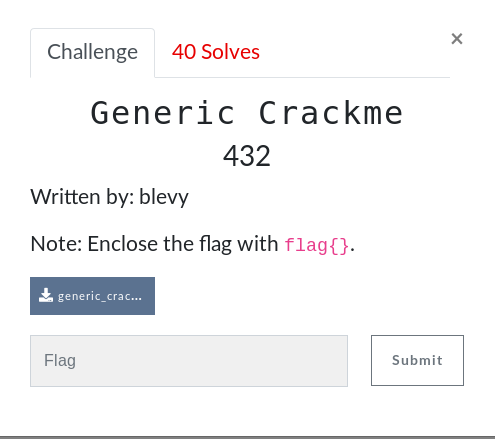 Challenge 40 Solves ×
Generic Crackme
432
Written by: blevy
Note: Enclose the flag with flag{}.
generic_crac...
Flag Submit